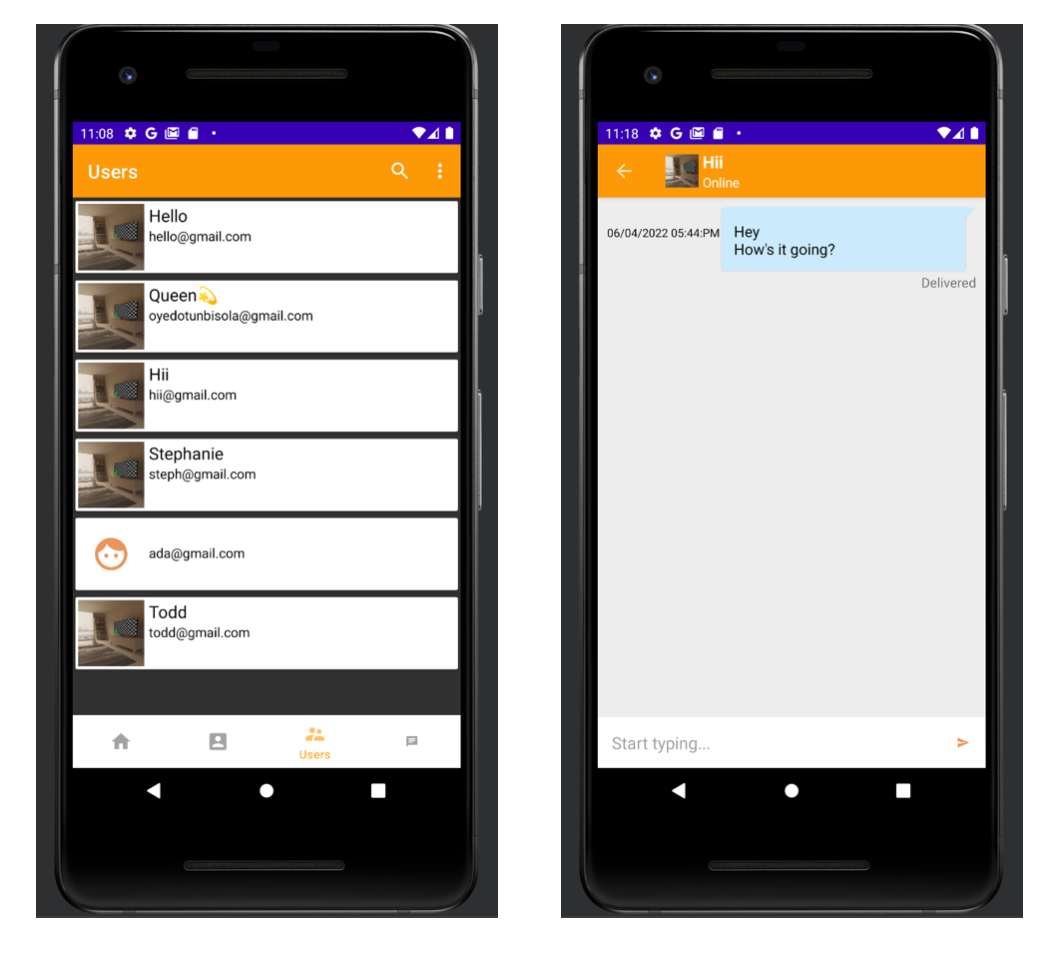 11:08
Users
Hello
hello@gmail.com
Queen💫
oyedotunbisola@gmail.com
Hii
hii@gmail.com
Stephanie
steph@gmail.com
ada@gmail.com
Todd
todd@gmail.com
Users
11:18
Hii
Online
06/04/2022 05:44:PM
Hey
How's it going?
Delivered
Start typing...